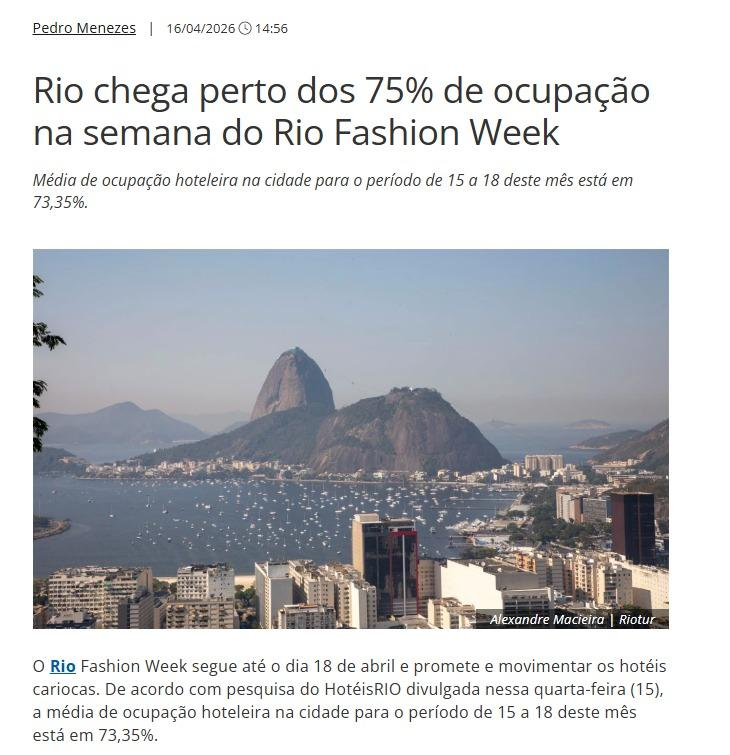 Pedro Menezes | 16/04/2026 14:56
Rio chega perto dos 75% de ocupação
na semana do Rio Fashion Week
Média de ocupação hoteleira na cidade para o período de 15 a 18 deste mês está em
73,35%.
Alexandre Macieira | Riotur
O Rio Fashion Week segue até o dia 18 de abril e promete e movimentar os hotéis
cariocas. De acordo com pesquisa do HotéisRIO divulgada nessa quarta-feira (15),
a média de ocupação hoteleira na cidade para o período de 15 a 18 deste mês
está em 73,35%.